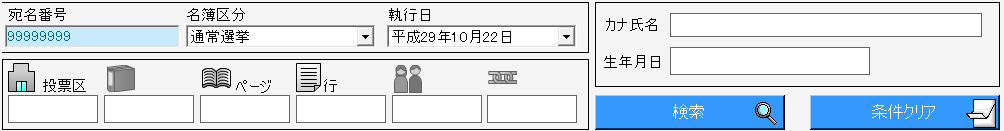 宛名番号 名簿区分 執行日
99999999 通常選挙 平成29年10月22日
投票区 ページ 行
カナ氏名
生年月日
検索 条件クリア